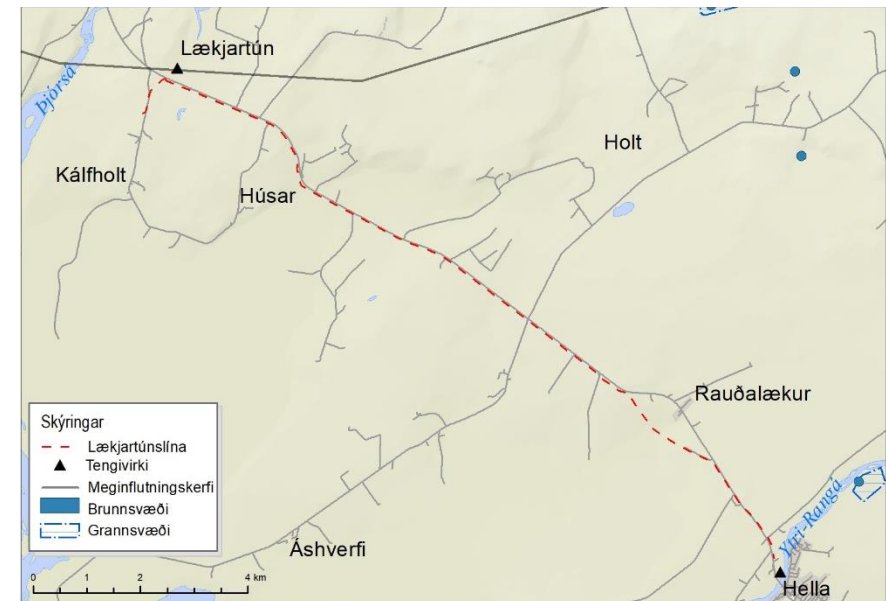 Lækjartún
Þjórsá
Holt
Kálfholt
Húsar
Rauðalækur
Skýringar
Lækjartúnslína
Tengivirki
Meginflutningskerfi
Brunnsvæði
Grannsvæði
Ytri-Rangá
Áshverfi
0 1 2 4 km
Hella